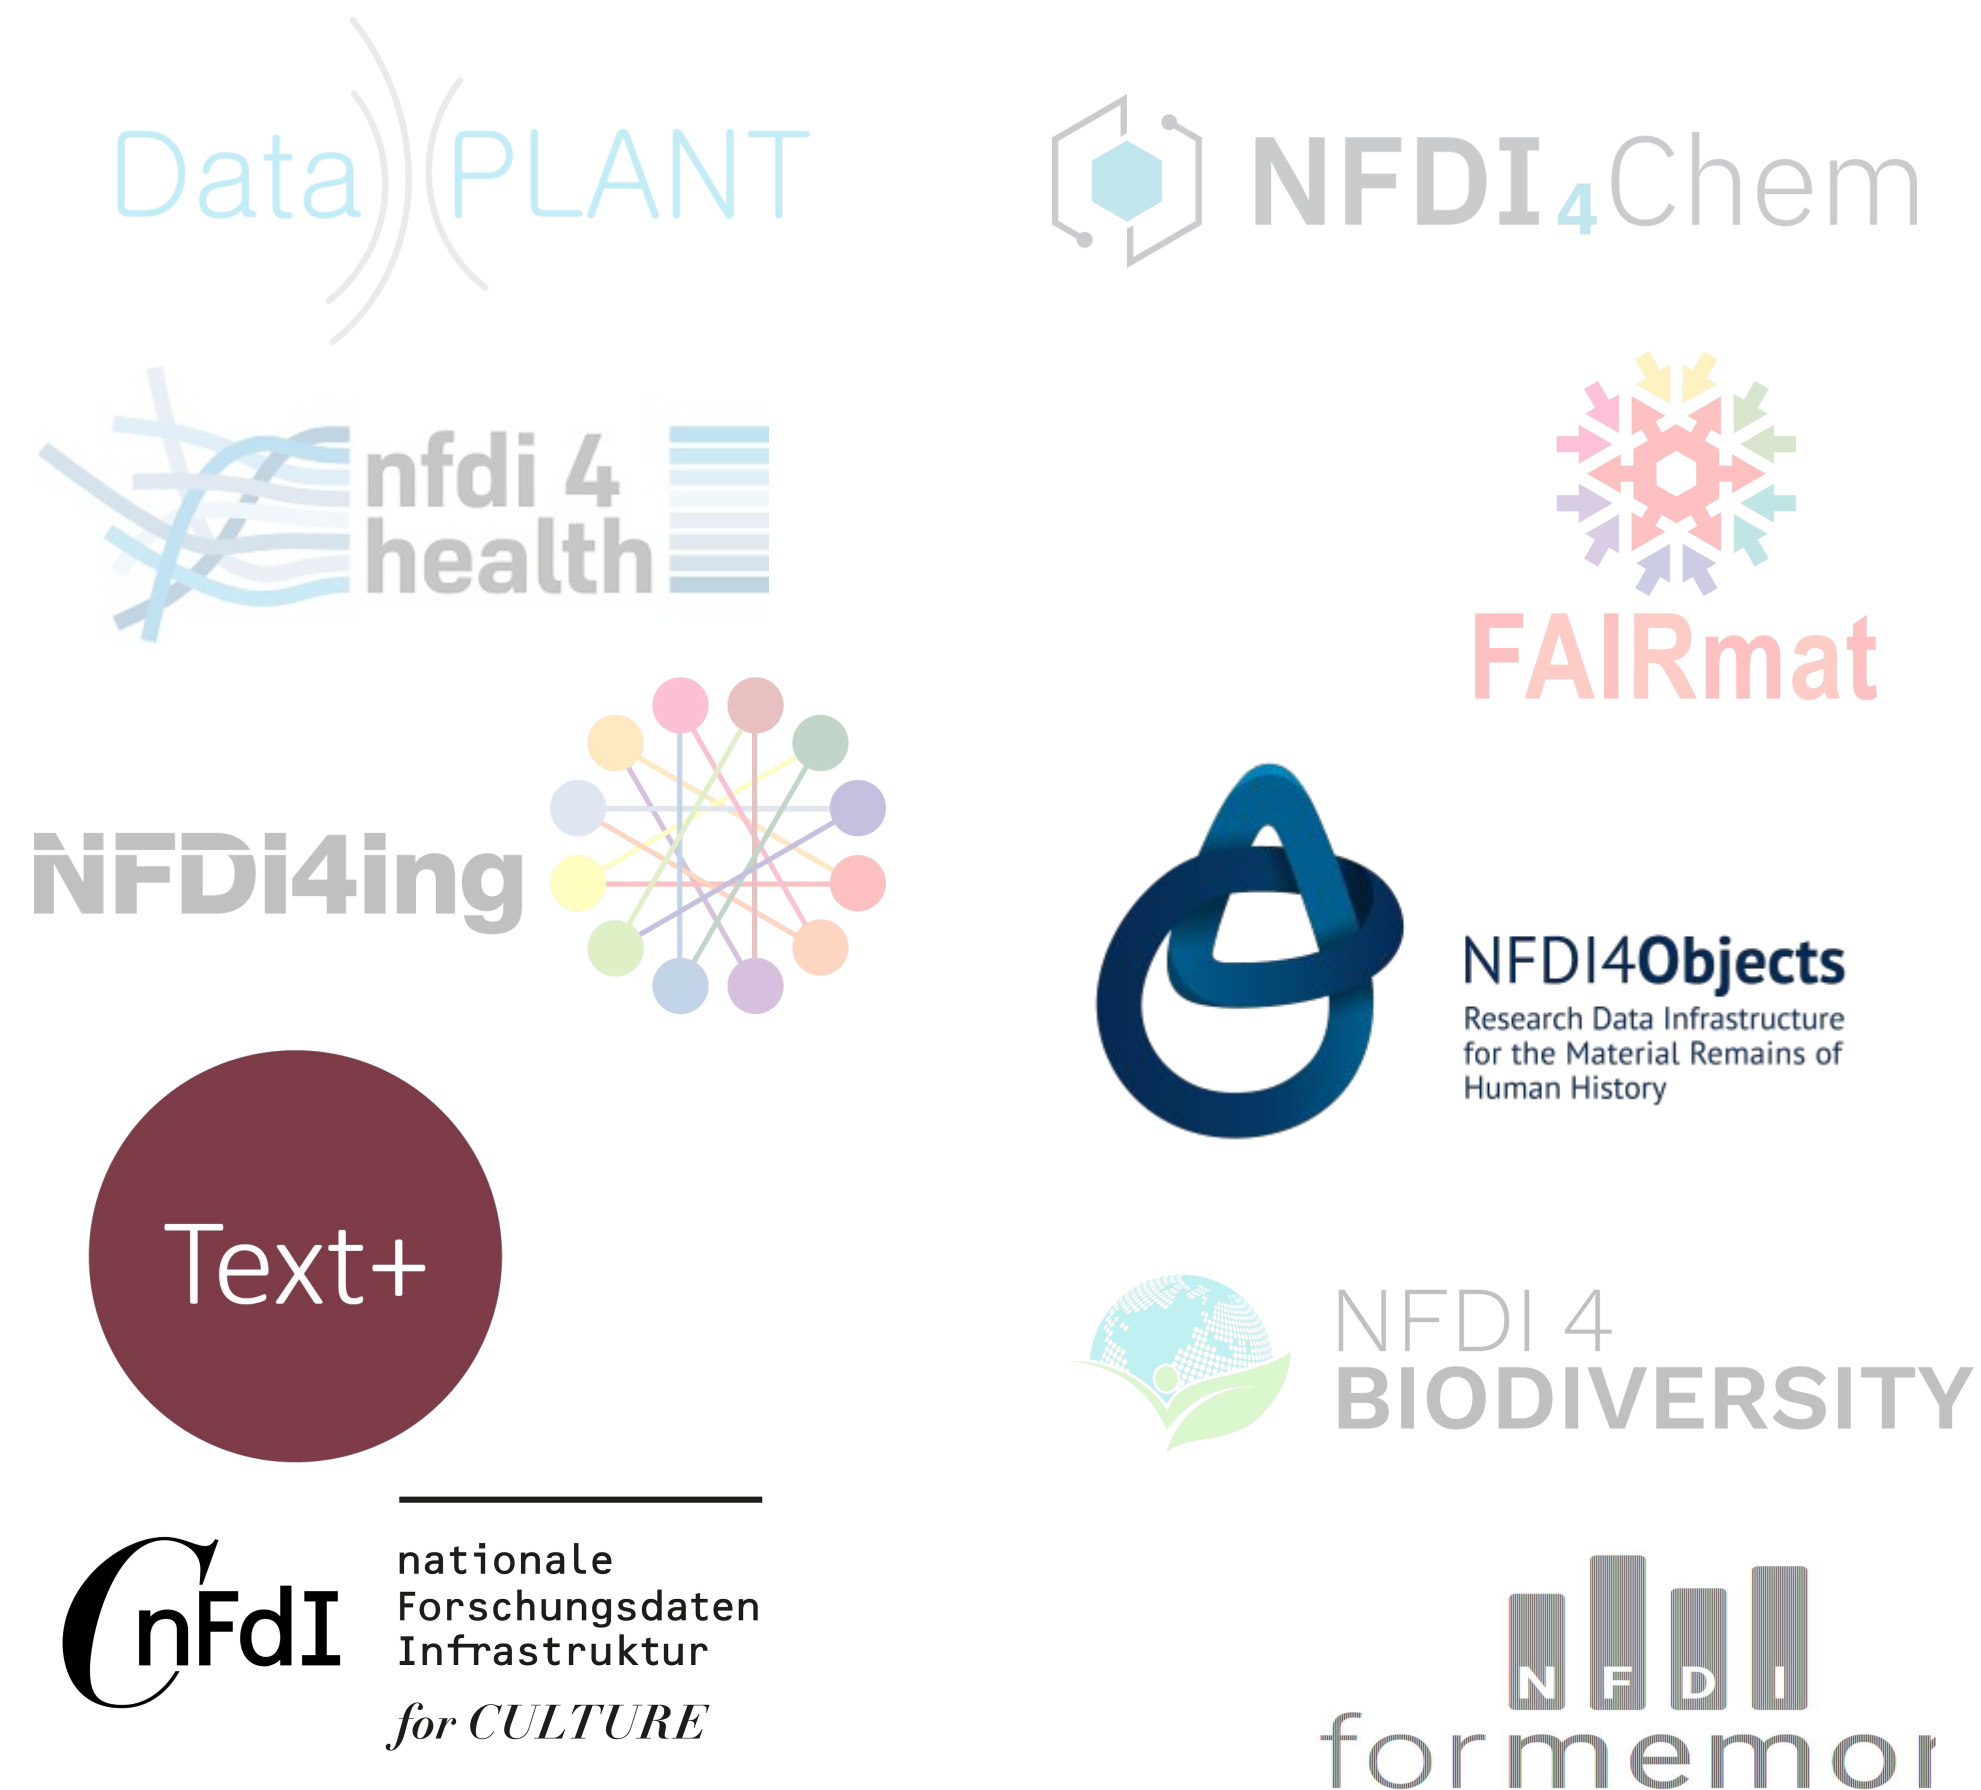 Data PLANT
NFDI4Chem
nfdi 4
health
FAIRmat
NFDi4ing
NFDI4Objects
Research Data Infrastructure
for the Material Remains of
Human History
Text+
NFDI 4
BIODIVERSITY
CnFdI
nationale
Forschungsdaten
Infrastruktur
for CULTURE
N F D I
formemor